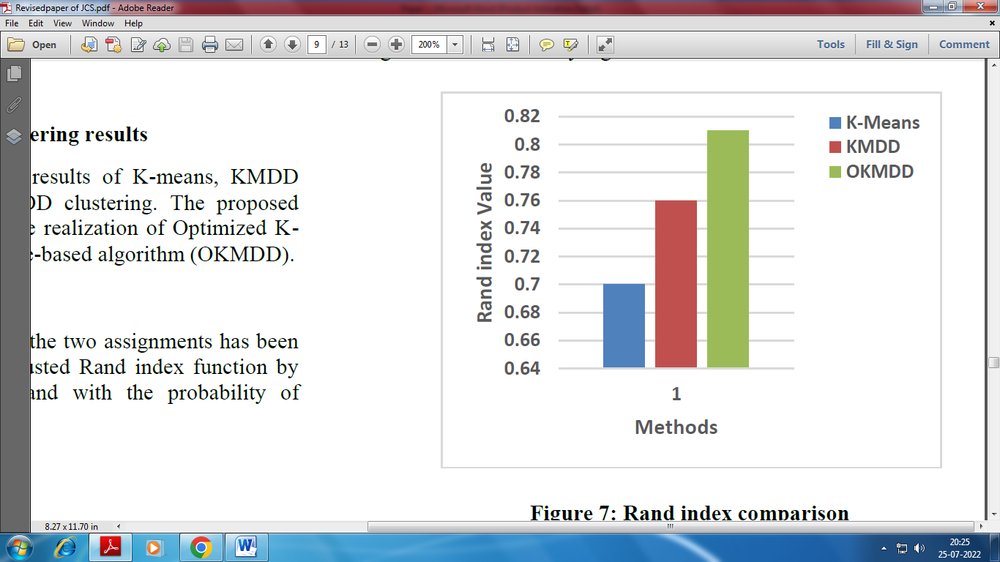 Revisedpaper of JCS.pdf - Adobe Reader
File Edit View Window Help
Open 9 / 13 200% Tools Fill & Sign Comment
ering results
results of K-means, KMDD
DD clustering. The proposed
e realization of Optimized K-
e-based algorithm (OKMDD).
the two assignments has been
usted Rand index function by
and with the probability of
0.82
0.8
0.78
0.76
0.74
0.72
0.7
0.68
0.66
0.64
Rand index Value
1
Methods
K-Means
KMDD
OKMDD
Figure 7: Rand index comparison
8.27 x 11.70 in
20:25
25-07-2022